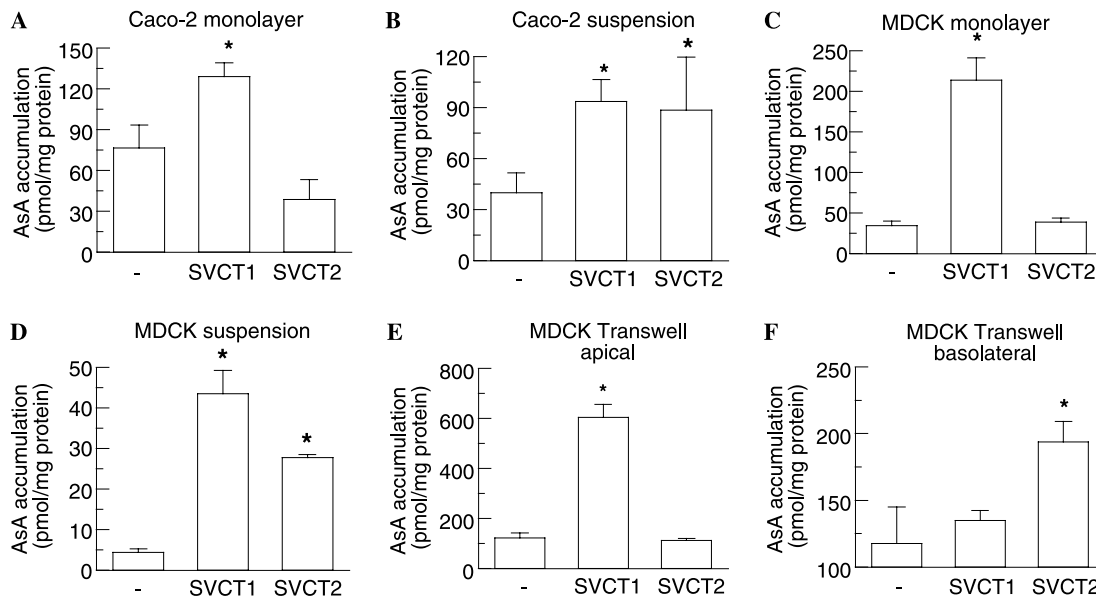 A
Caco-2 monolayer
AsA accumulation
(pmol/mg protein)
150
120
90
60
30
0
*
-
SVCT1
SVCT2
B
Caco-2 suspension
AsA accumulation
(pmol/mg protein)
120
90
60
30
0
*
*
-
SVCT1
SVCT2
C
MDCK monolayer
AsA accumulation
(pmol/mg protein)
250
200
150
100
50
0
*
-
SVCT1
SVCT2
D
MDCK suspension
AsA accumulation
(pmol/mg protein)
50
40
30
20
10
0
*
*
-
SVCT1
SVCT2
E
MDCK Transwell
apical
AsA accumulation
(pmol/mg protein)
800
600
400
200
0
*
-
SVCT1
SVCT2
F
MDCK Transwell
basolateral
AsA accumulation
(pmol/mg protein)
250
200
150
100
*
-
SVCT1
SVCT2